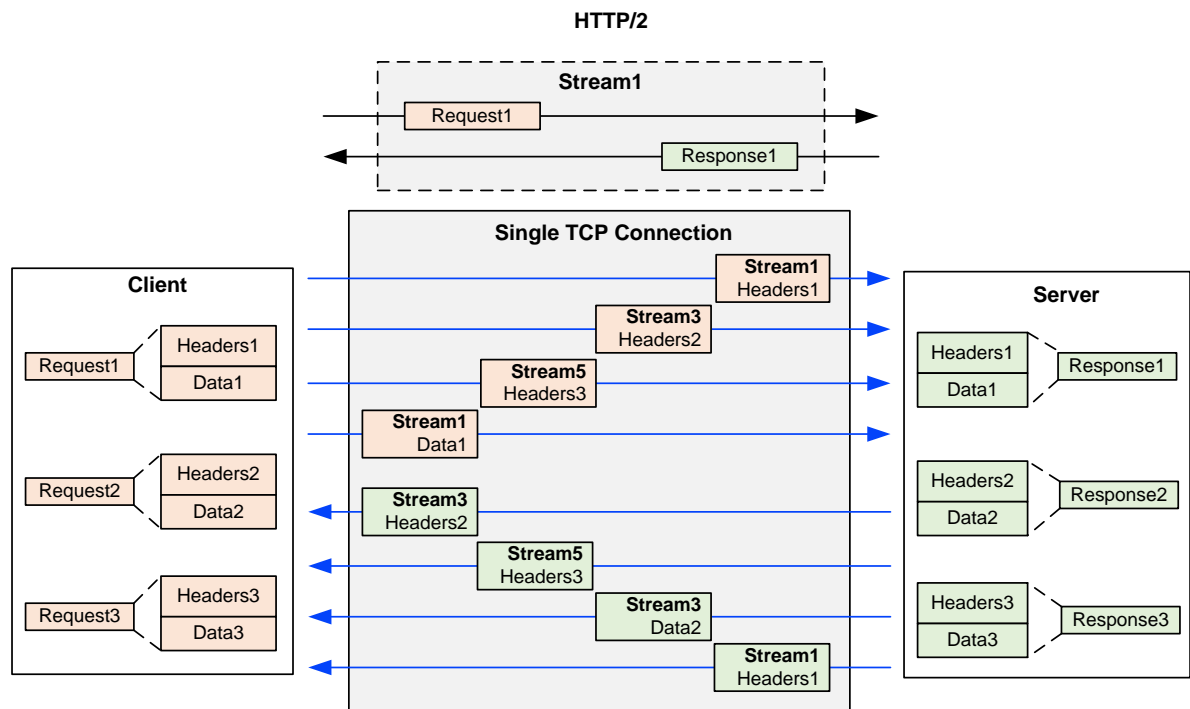 HTTP/2
Stream1
Request1
Response1
Single TCP Connection
Stream1
Headers1
Stream3
Headers2
Stream5
Headers3
Stream1
Data1
Stream3
Headers2
Stream5
Headers3
Stream3
Data2
Stream1
Headers1
Client
Request1
Headers1
Data1
Request2
Headers2
Data2
Request3
Headers3
Data3
Server
Headers1
Data1
Response1
Headers2
Data2
Response2
Headers3
Data3
Response3